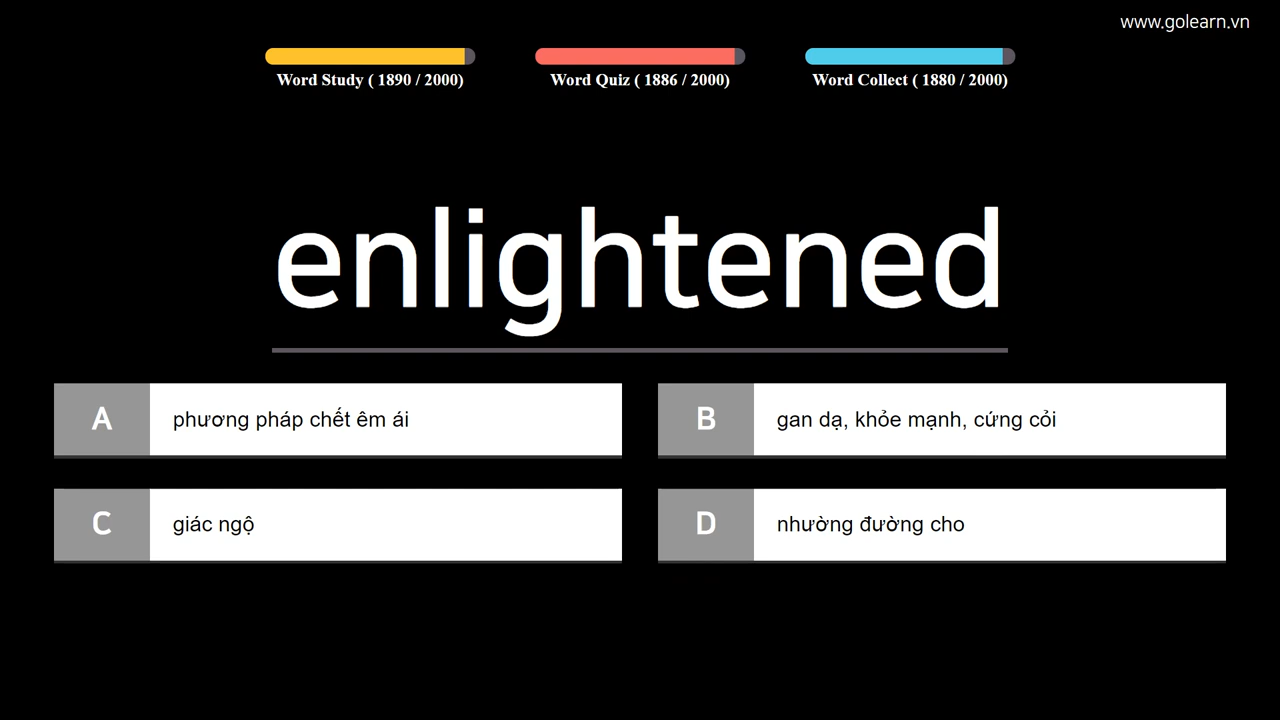 www.golearn.vn
Word Study ( 1890 / 2000)
Word Quiz ( 1886 / 2000)
Word Collect ( 1880 / 2000)
enlightened
A phương pháp chết êm ái
B gan dạ, khỏe mạnh, cứng cỏi
C giác ngộ
D nhường đường cho